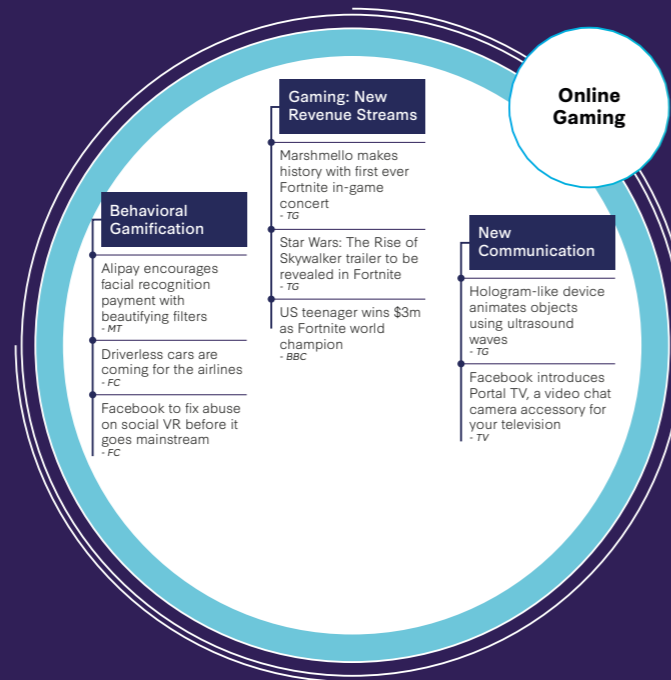 Online
Gaming
Gaming: New
Revenue Streams
Marshmello makes
history with first ever
Fortnite in-game
concert
- TG
Star Wars: The Rise of
Skywalker trailer to be
revealed in Fortnite
- TG
US teenager wins $3m
as Fortnite world
champion
- BBC
Behavioral
Gamification
Alipay encourages
facial recognition
payment with
beautifying filters
- MT
Driverless cars are
coming for the airlines
- FC
Facebook to fix abuse
on social VR before it
goes mainstream
- FC
New
Communication
Hologram-like device
animates objects
using ultrasound
waves
- TG
Facebook introduces
Portal TV, a video chat
camera accessory for
your television
- TV